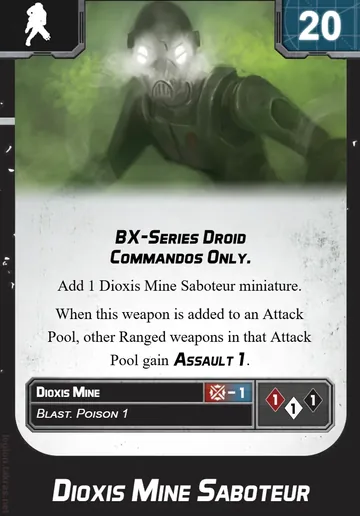 20
BX-Series Droid
Commandos Only.
Add 1 Dioxis Mine Saboteur miniature.
When this weapon is added to an Attack
Pool, other Ranged weapons in that Attack
Pool gain Assault 1.
Dioxis Mine
- 1
Blast. Poison 1
1 1 1
Dioxis Mine Saboteur